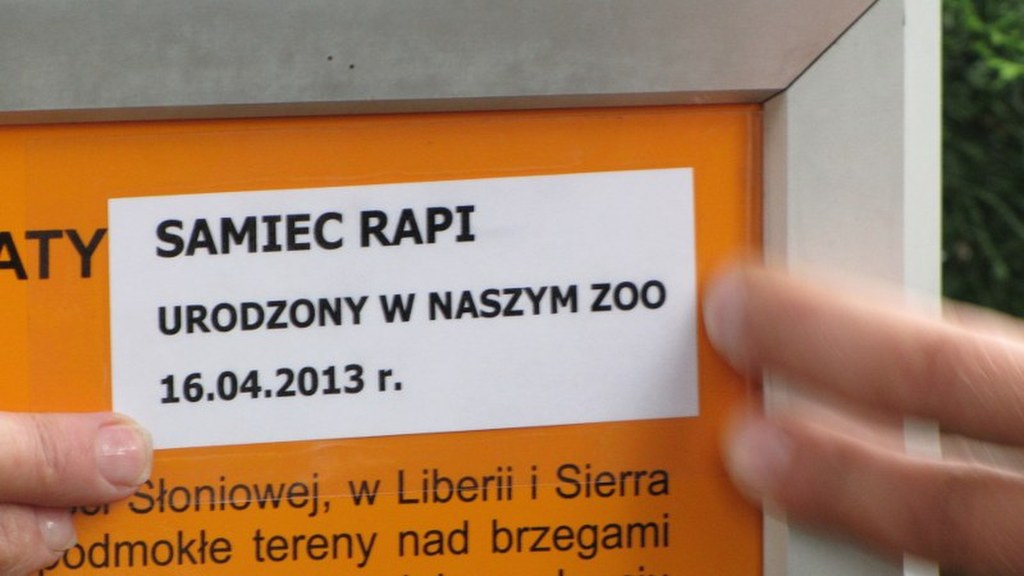 SAMIEC RAPI
ATY
URODZONY W NASZYM ZOO
16.04.2013 r.
Słoniowej, w Liberii i Sierra
podmokłe tereny nad brzegami